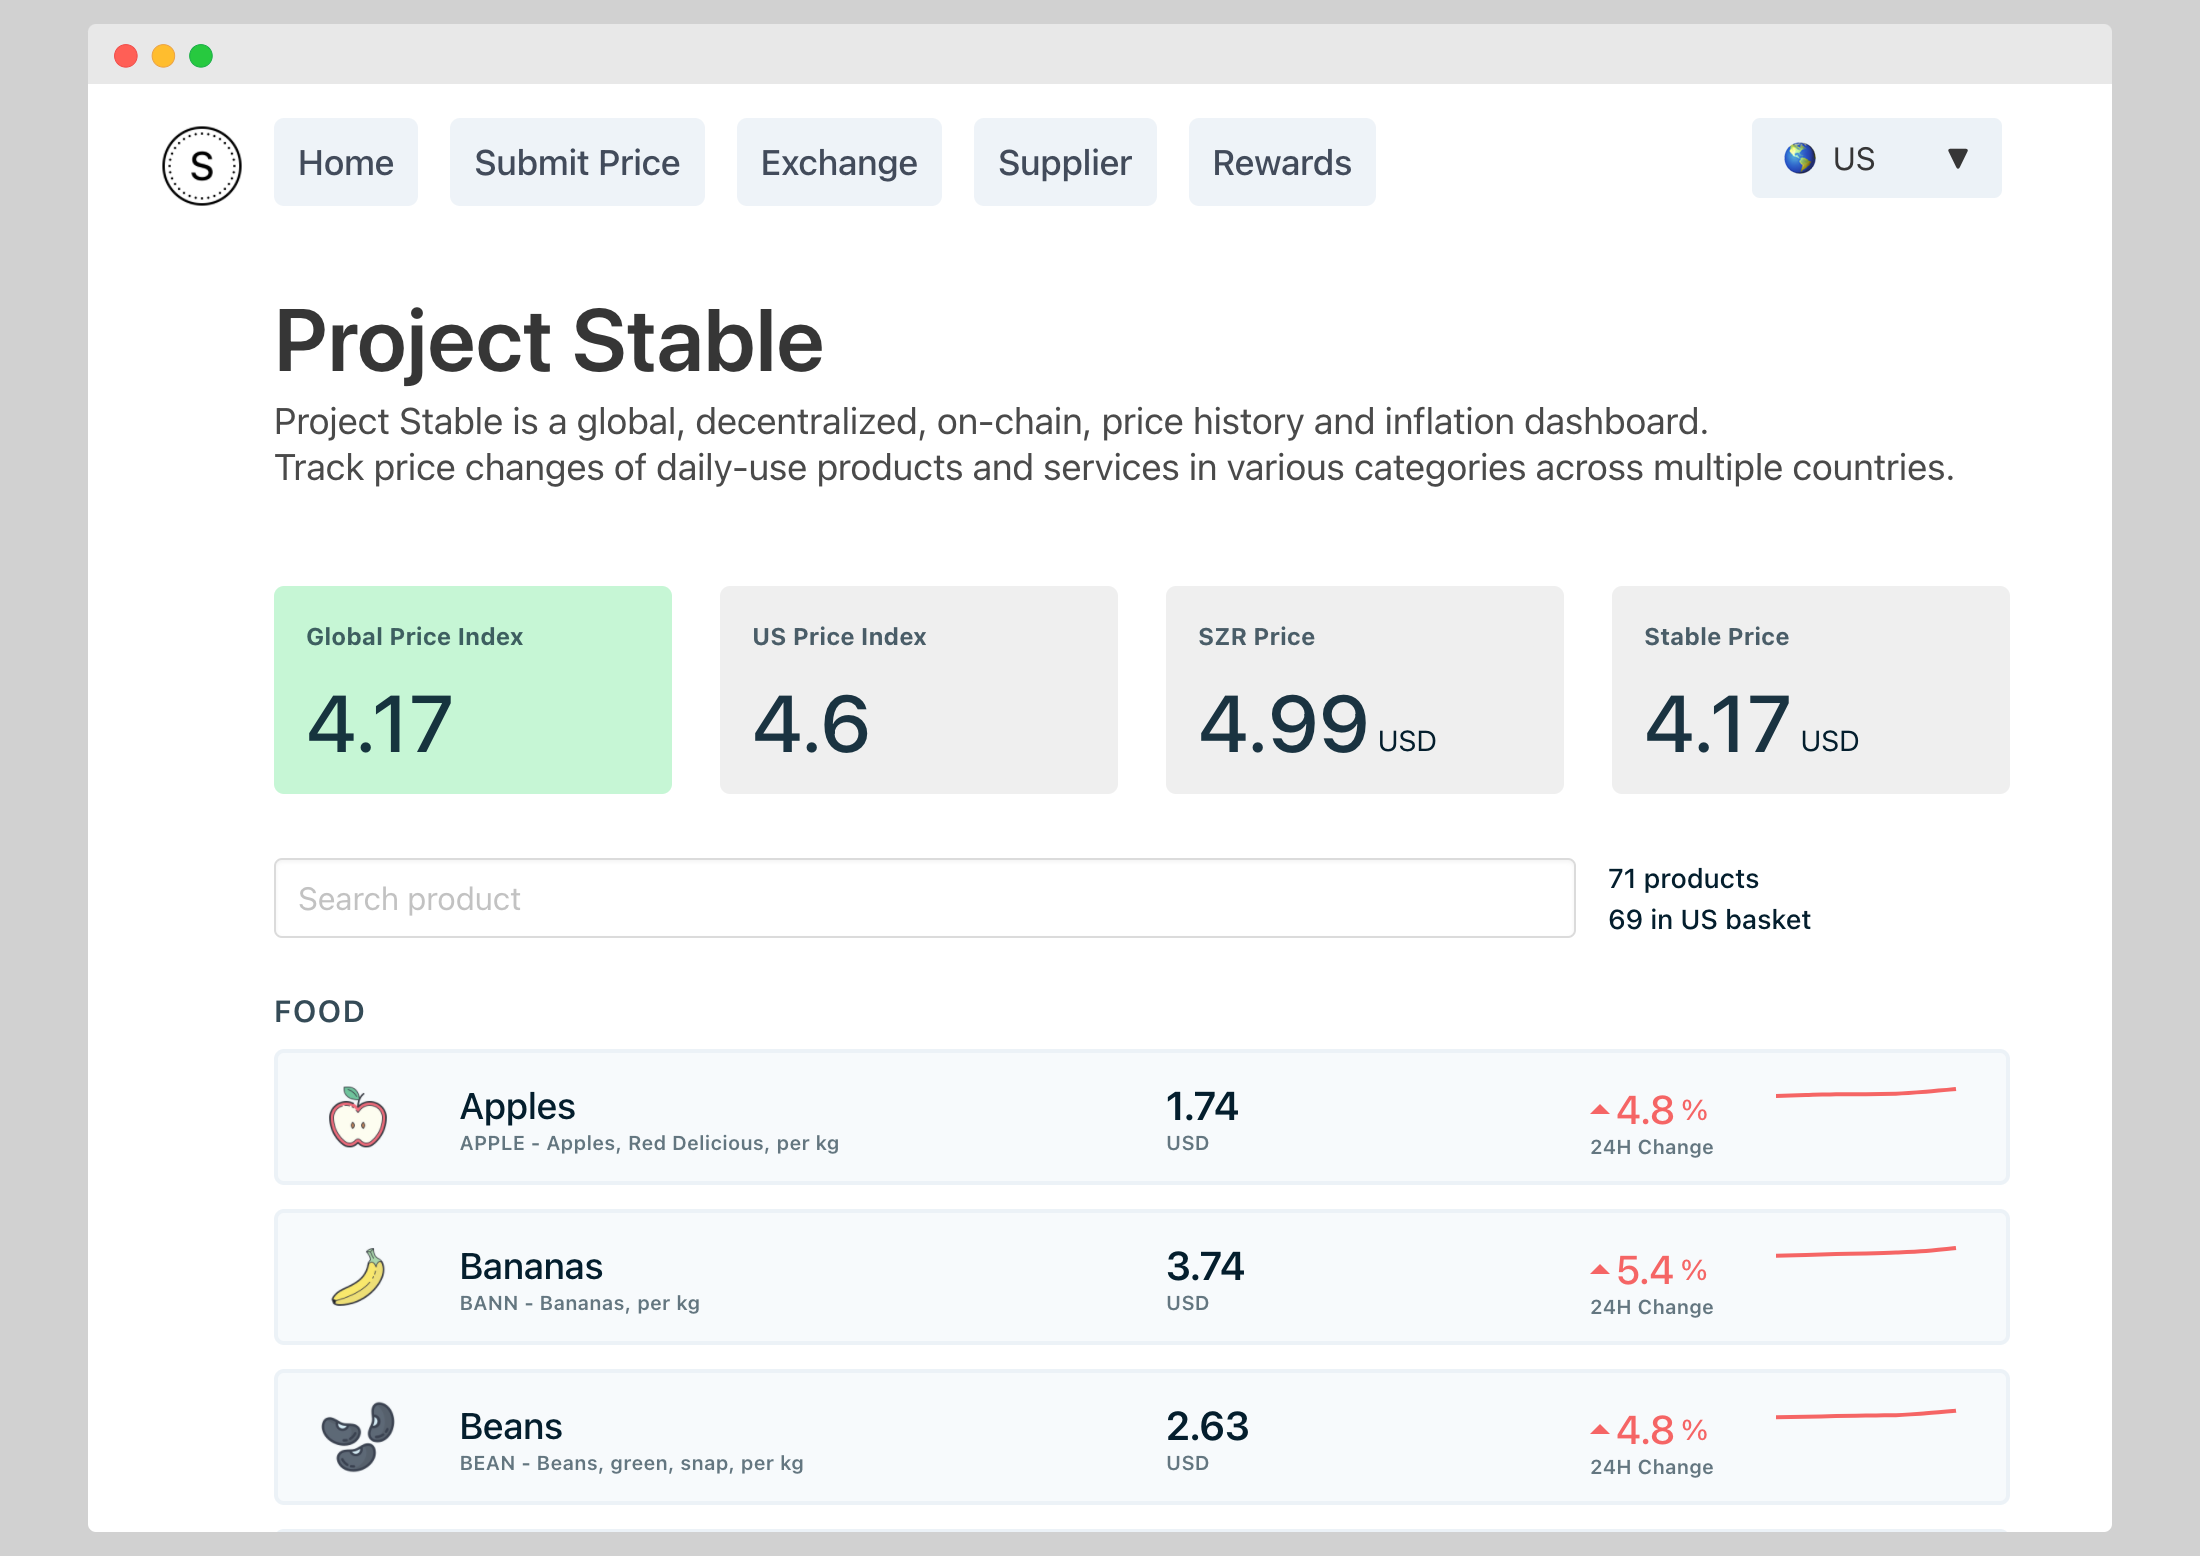 S
Home
Submit Price
Exchange
Supplier
Rewards
US
Project Stable
Project Stable is a global, decentralized, on-chain, price history and inflation dashboard.
Track price changes of daily-use products and services in various categories across multiple countries.
Global Price Index
4.17
US Price Index
4.6
SZR Price
4.99 USD
Stable Price
4.17 USD
Search product
71 products
69 in US basket
FOOD
Apples
APPLE - Apples, Red Delicious, per kg
1.74
USD
4.8 %
24H Change
Bananas
BANN - Bananas, per kg
3.74
USD
5.4 %
24H Change
Beans
BEAN - Beans, green, snap, per kg
2.63
USD
4.8 %
24H Change